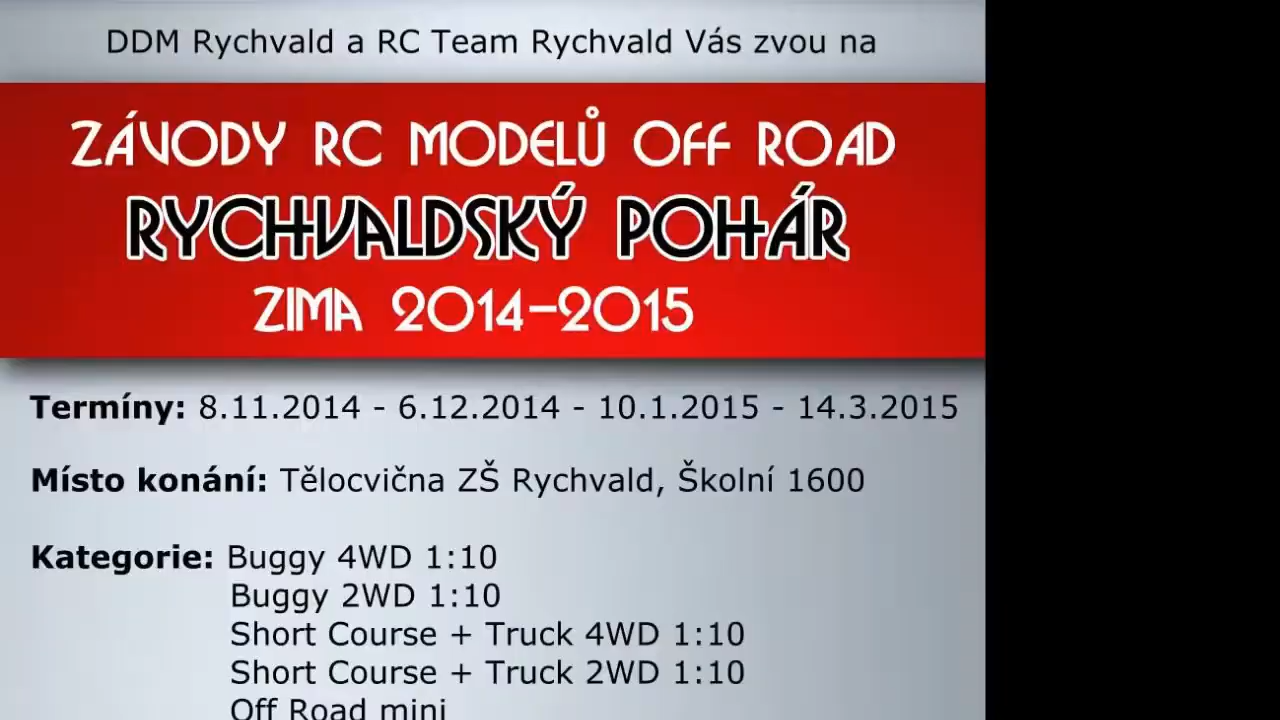 DDM Rychvald a RC Team Rychvald Vás zvou na
ZÁVODY RC MODELŮ OFF ROAD
RYCHVALDSKÝ POHÁR
ZIMA 2014-2015
Termíny: 8.11.2014 - 6.12.2014 - 10.1.2015 - 14.3.2015
Místo konání: Tělocvična ZŠ Rychvald, Školní 1600
Kategorie: Buggy 4WD 1:10
Buggy 2WD 1:10
Short Course + Truck 4WD 1:10
Short Course + Truck 2WD 1:10
Off Road mini